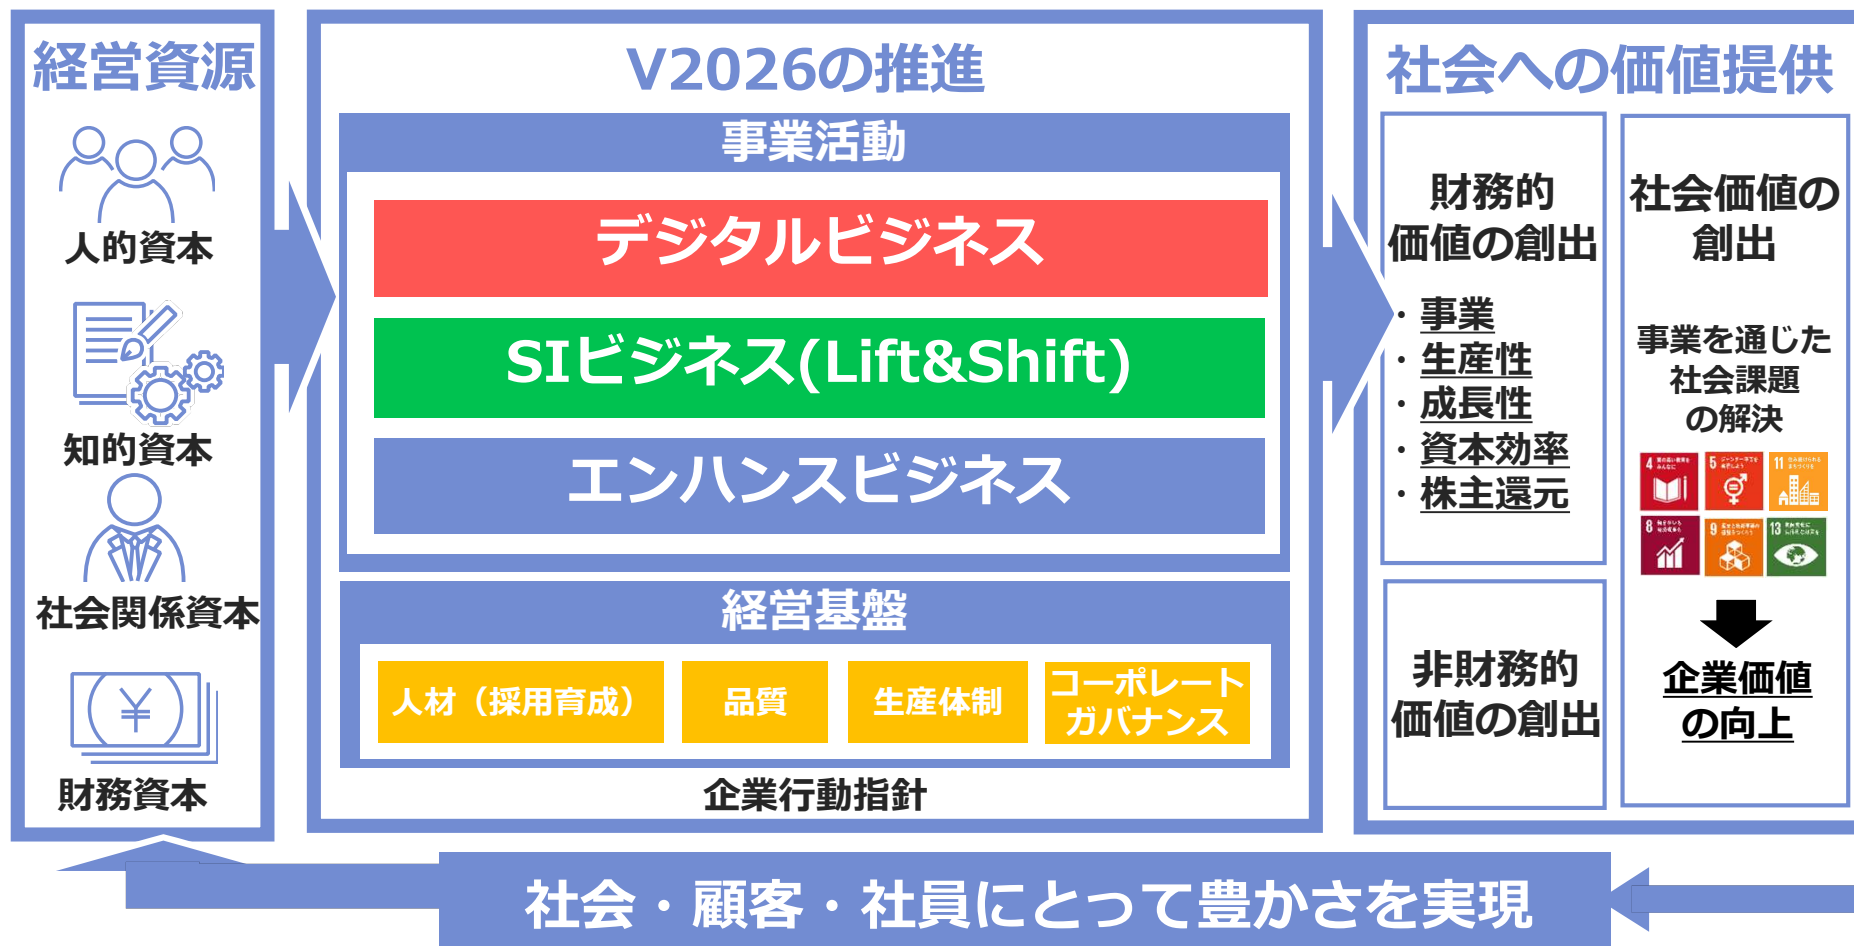 経営資源
人的資本
知的資本
社会関係資本
¥
財務資本
V2026の推進
事業活動
デジタルビジネス
SIビジネス(Lift&Shift)
エンハンスビジネス
経営基盤
人材（採用育成）
品質
生産体制
コーポレート
ガバナンス
企業行動指針
社会への価値提供
財務的
価値の創出
・事業
・生産性
・成長性
・資本効率
・株主還元
非財務的
価値の創出
社会価値の
創出
事業を通じた
社会課題
の解決
4
5
11
8
9
13
企業価値
の向上
社会・顧客・社員にとって豊かさを実現